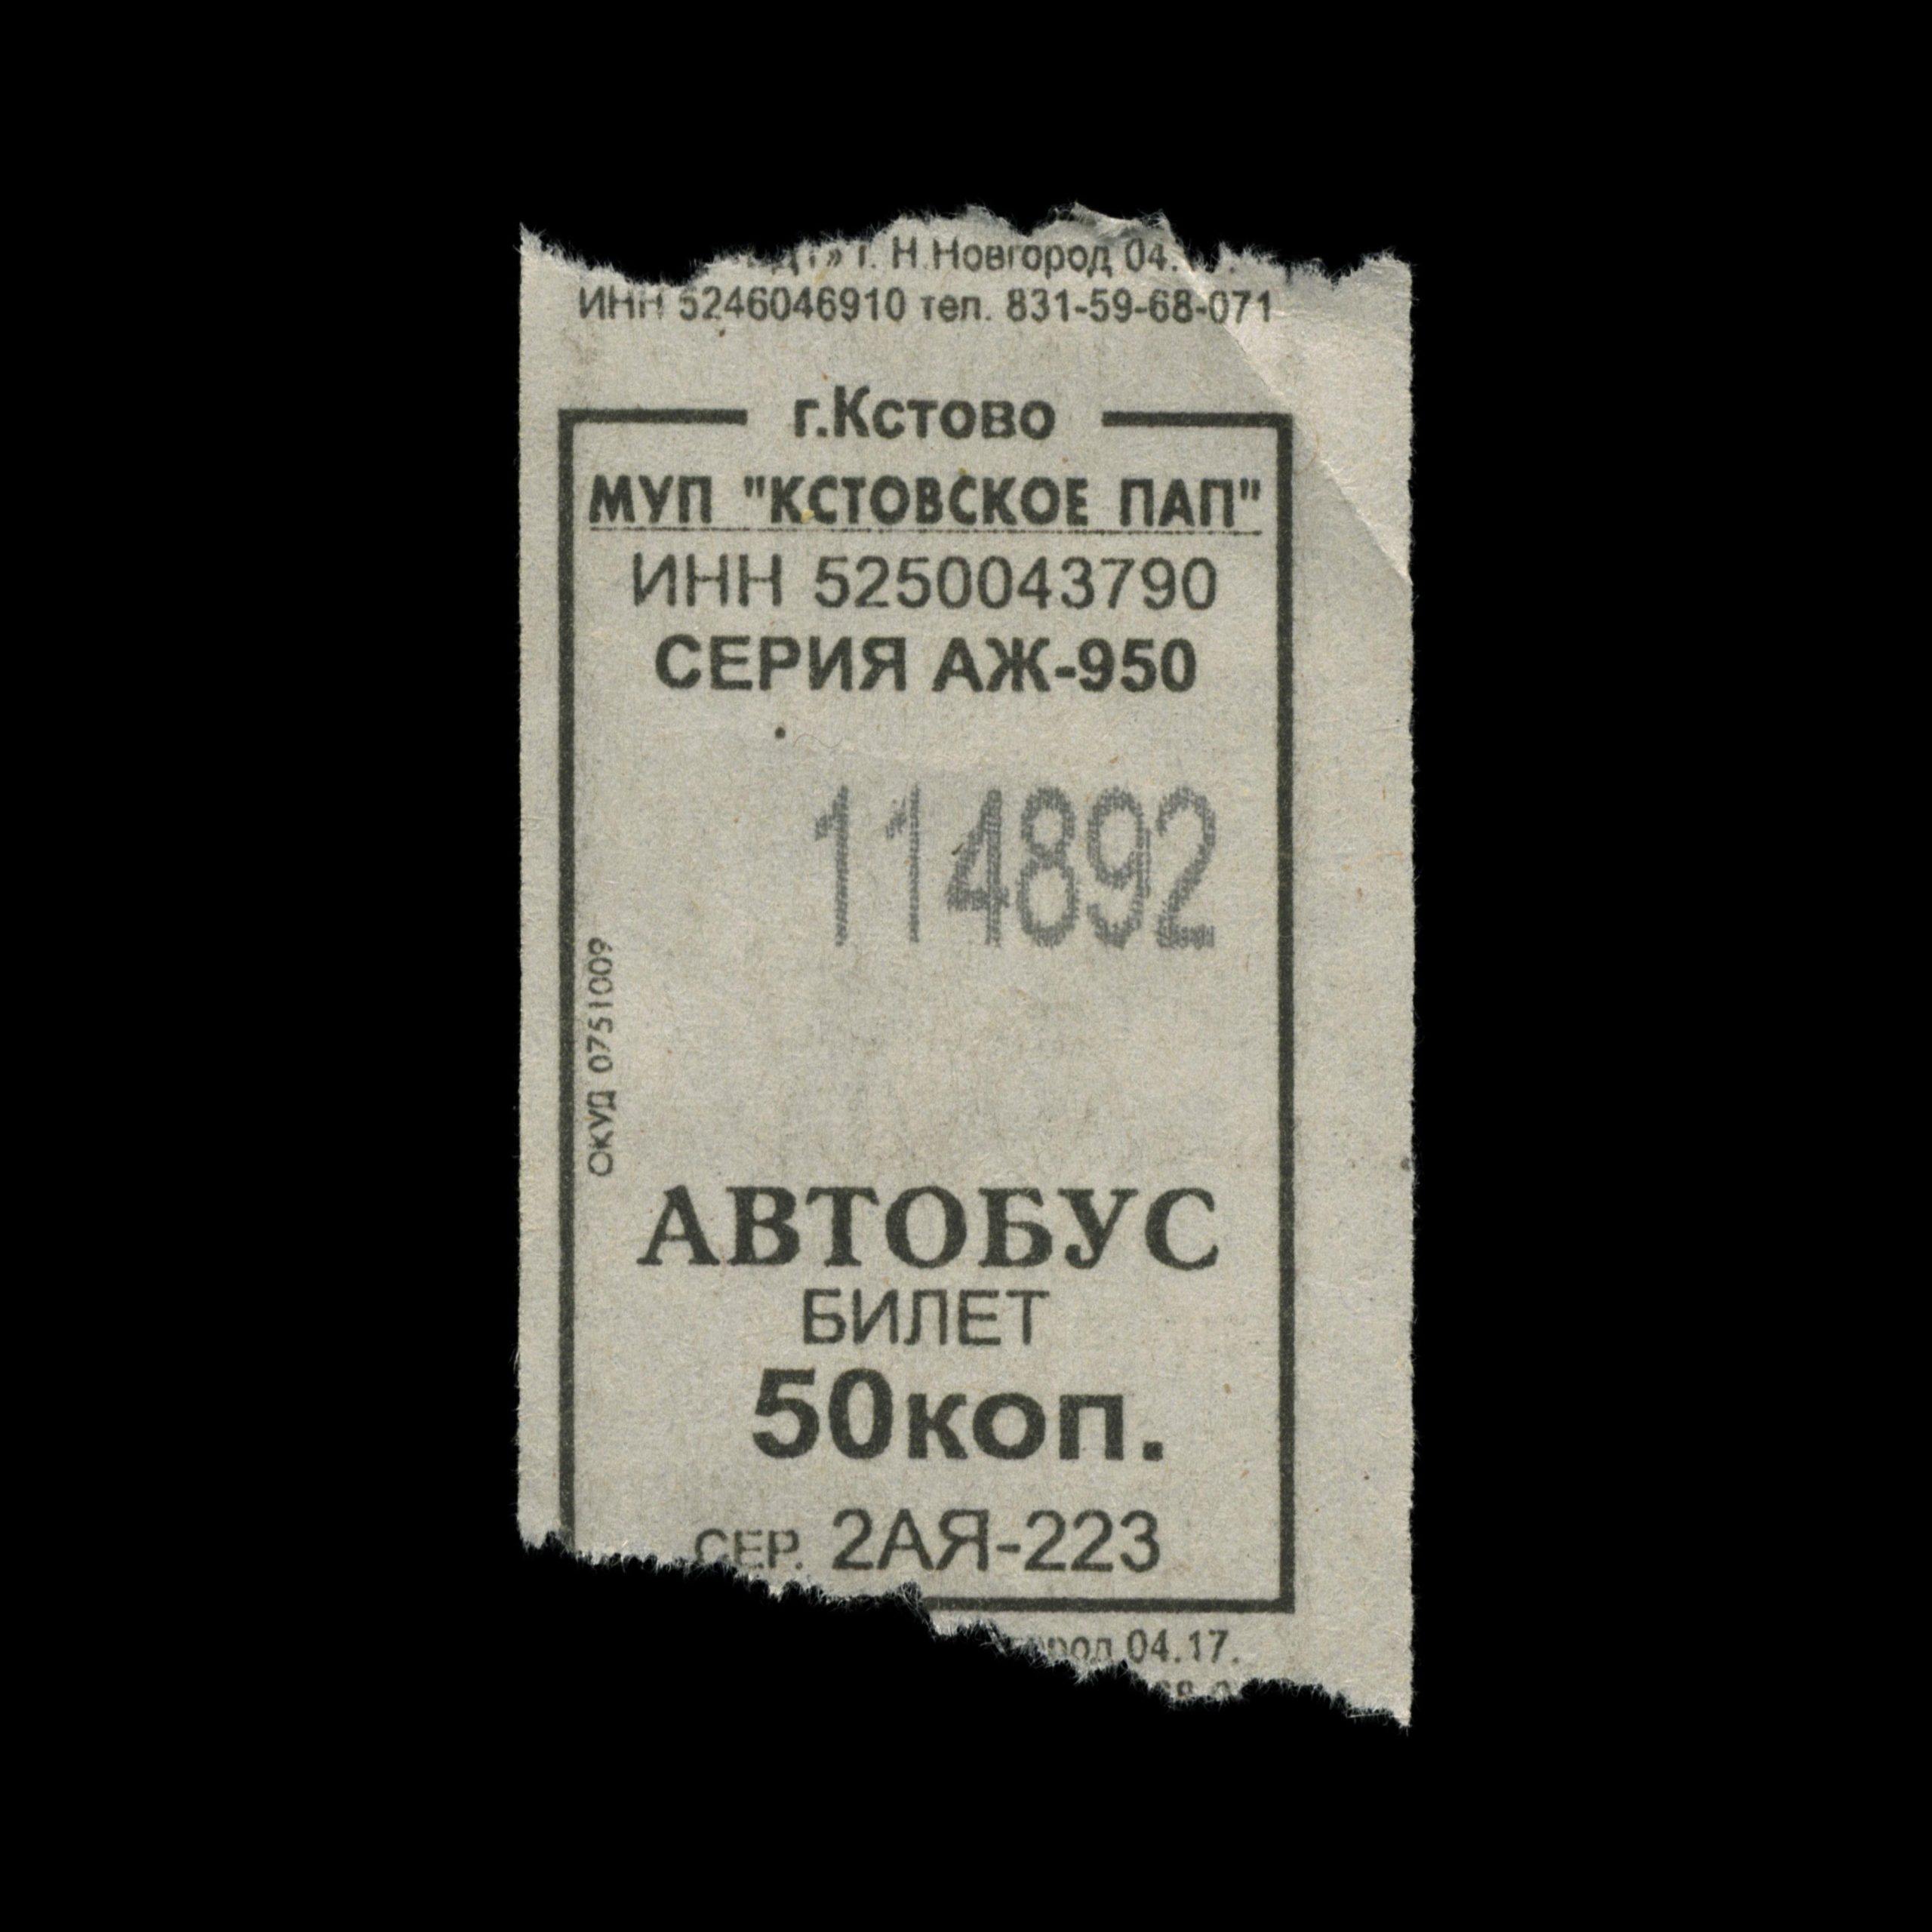 г. Н.Новгород 04.
ИНН 5246046910 тел. 831-59-68-071
г.Кстово
МУП "КСТОВСКОЕ ПАП"
ИНН 5250043790
СЕРИЯ АЖ-950
114892
ОКУД 0751009
АВТОБУС
БИЛЕТ
50коп.
СЕР. 2АЯ-223
город 04.17.